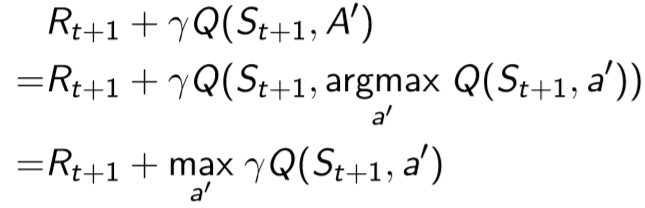 R_{t+1} + γQ(S_{t+1}, A′)
=R_{t+1} + γQ(S_{t+1}, argmax_{a′} Q(S_{t+1}, a′))
=R_{t+1} + max_{a′} γQ(S_{t+1}, a′)